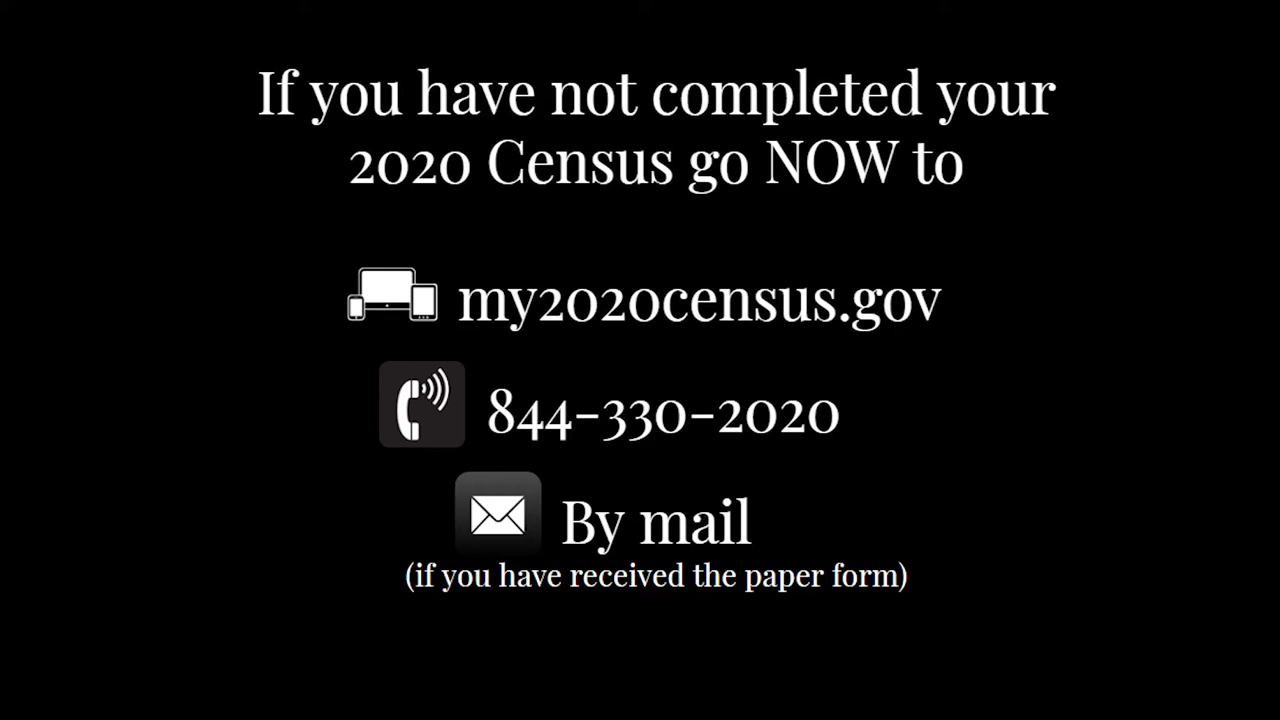 If you have not completed your
2020 Census go NOW to
my2020census.gov
844-330-2020
By mail
(if you have received the paper form)